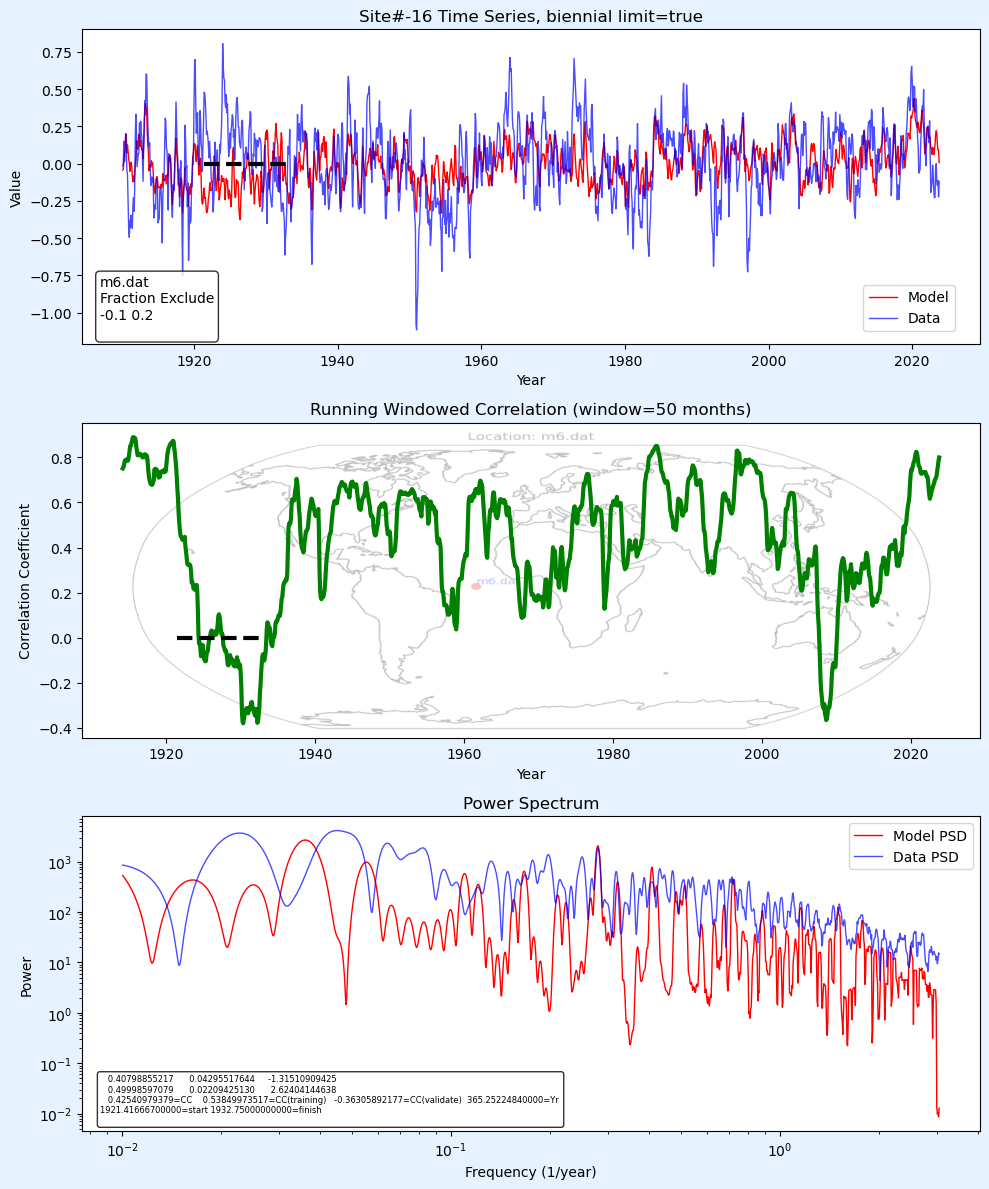 Site#-16 Time Series, biennial limit=true
Value
0.75
0.50
0.25
0.00
−0.25
−0.50
−0.75
−1.00
m6.dat
Fraction Exclude
-0.1 0.2
Model
Data
1920
1940
1960
1980
2000
2020
Year
Running Windowed Correlation (window=50 months)
Location: m6.dat
Correlation Coefficient
0.8
0.6
0.4
0.2
0.0
−0.2
−0.4
m6.dat
1920
1940
1960
1980
2000
2020
Year
Power Spectrum
Power
10³
10²
10¹
10⁰
10⁻¹
10⁻²
Model PSD
Data PSD
0.40798855217 0.04295517644 -1.31510909425
0.49998597079 0.02209425130 2.62404144638
0.42540979379=CC 0.53849973517=CC(training) -0.36305892177=CC(validate) 365.25224840000=Yr
1921.41666700000=start 1932.75000000000=finish
10⁻²
10⁻¹
10⁰
Frequency (1/year)